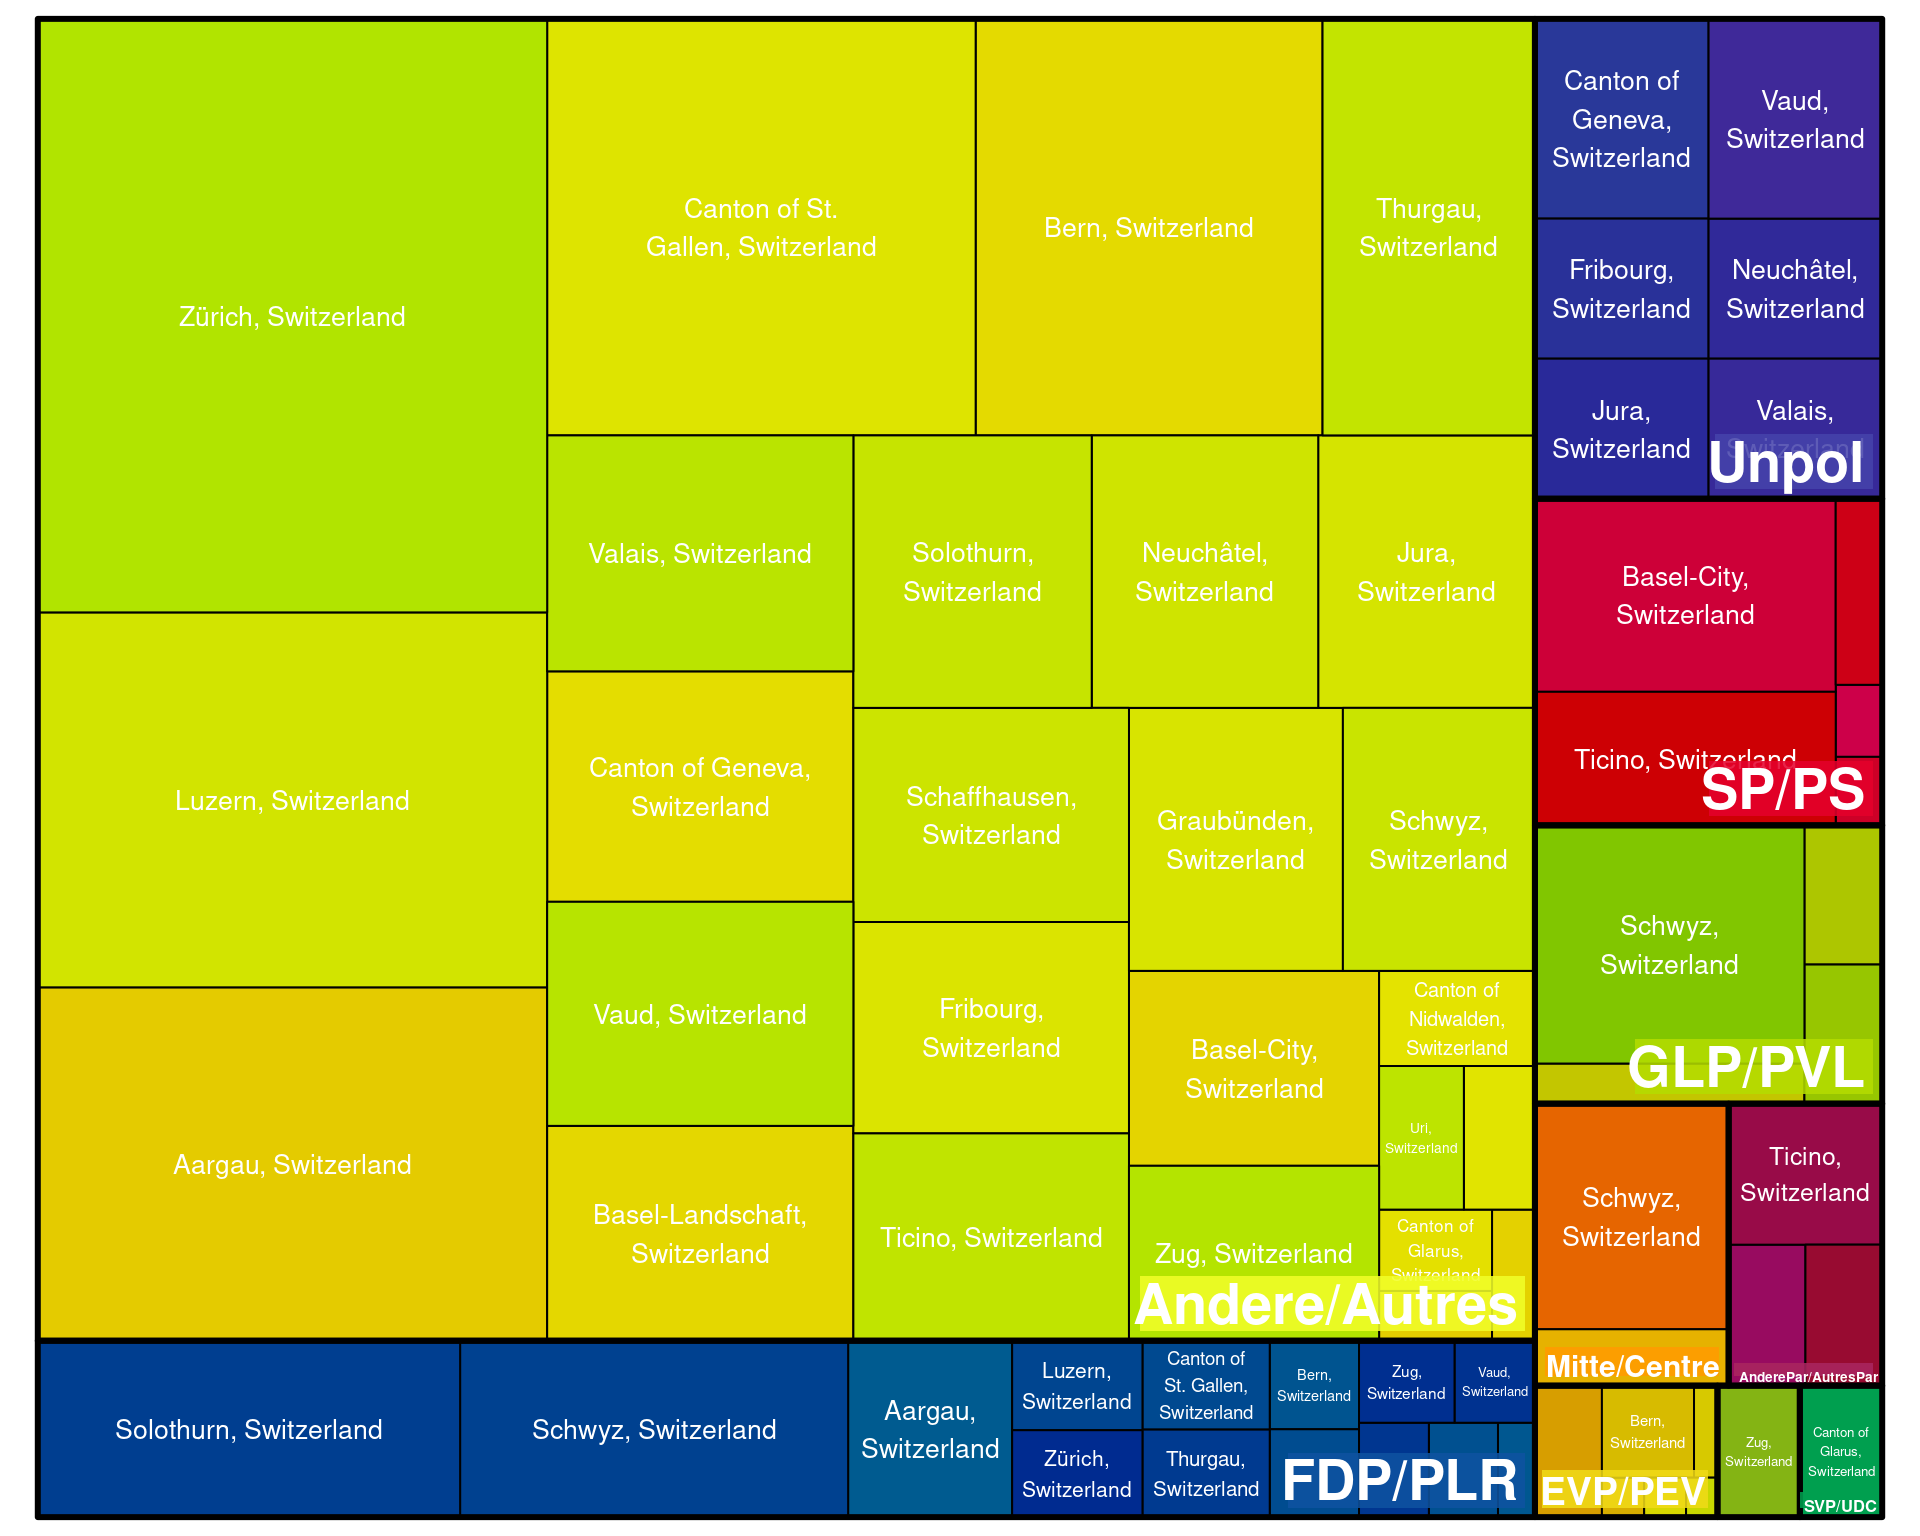 Zürich, Switzerland
Luzern, Switzerland
Aargau, Switzerland
Canton of St.
Gallen, Switzerland
Bern, Switzerland
Thurgau,
Switzerland
Valais, Switzerland
Solothurn,
Switzerland
Neuchâtel,
Switzerland
Jura,
Switzerland
Canton of Geneva,
Switzerland
Vaud, Switzerland
Basel-Landschaft,
Switzerland
Schaffhausen,
Switzerland
Graubünden,
Switzerland
Schwyz,
Switzerland
Fribourg,
Switzerland
Ticino, Switzerland
Basel-City,
Switzerland
Zug, Switzerland
Canton of
Nidwalden,
Switzerland
Uri,
Switzerland
Canton of
Glarus,
Switzerland
Andere/Autres
Solothurn, Switzerland
Schwyz, Switzerland
Aargau,
Switzerland
Luzern,
Switzerland
Zürich,
Switzerland
Canton of
St. Gallen,
Switzerland
Thurgau,
Switzerland
Bern,
Switzerland
Zug,
Switzerland
Vaud,
Switzerland
FDP/PLR
Canton of
Geneva,
Switzerland
Vaud,
Switzerland
Fribourg,
Switzerland
Neuchâtel,
Switzerland
Jura,
Switzerland
Valais,
Switzerland
Unpol
Basel-City,
Switzerland
Ticino, Switzerland
SP/PS
Schwyz,
Switzerland
GLP/PVL
Schwyz,
Switzerland
Mitte/Centre
Ticino,
Switzerland
AnderePar/AutresPar
Bern,
Switzerland
EVP/PEV
Zug,
Switzerland
Canton of
Glarus,
Switzerland
SVP/UDC